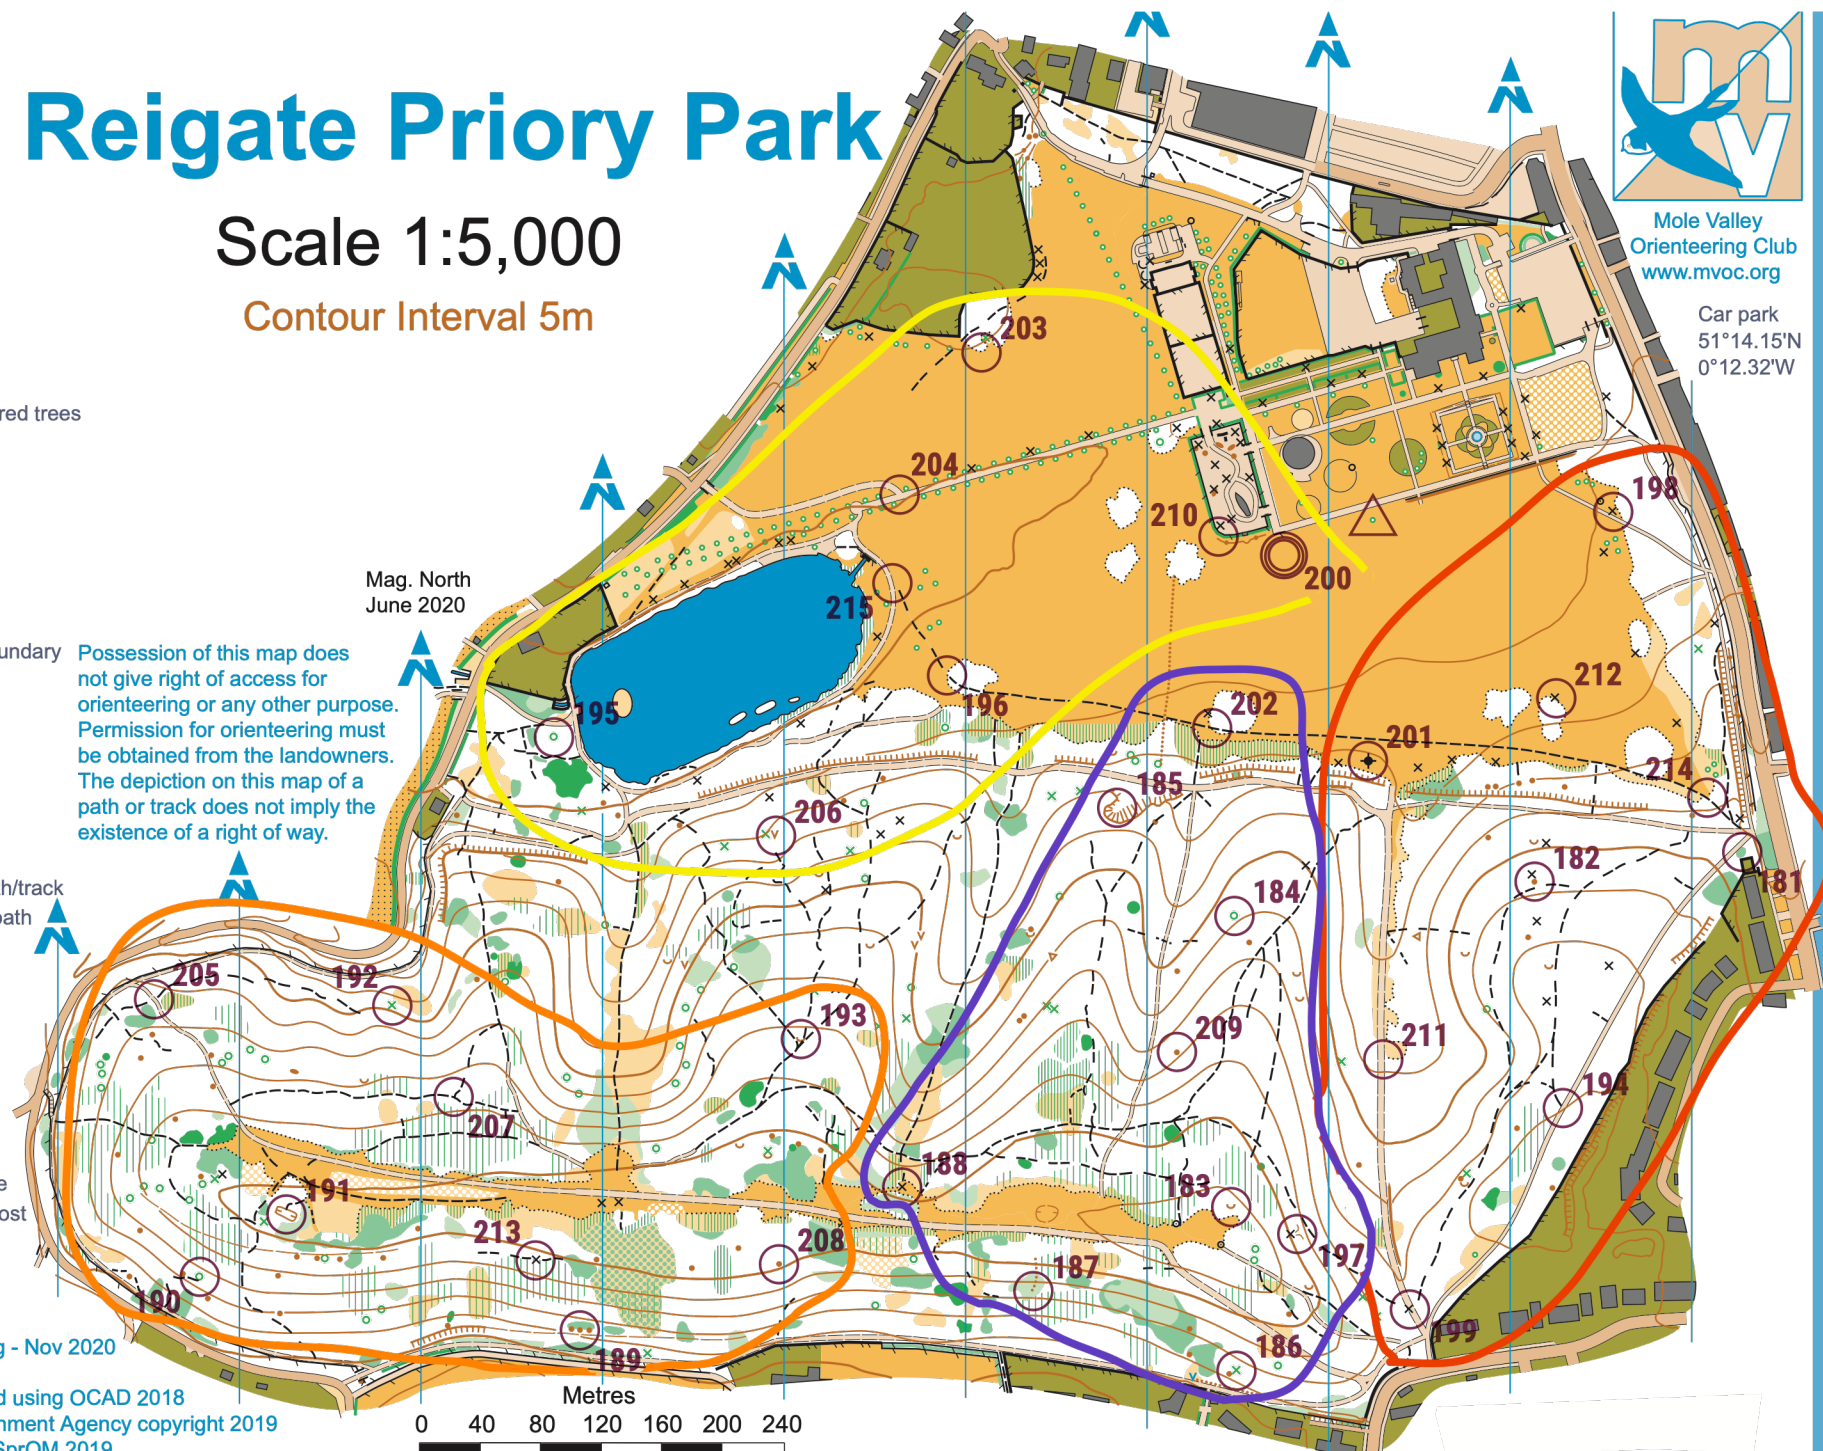 Reigate Priory Park
Scale 1:5,000
Contour Interval 5m
mv
Mole Valley
Orienteering Club
www.mvoc.org
Car park
51°14.15'N
0°12.32'W
red trees
Mag. North
June 2020
undary
Possession of this map does
not give right of access for
orienteering or any other purpose.
Permission for orienteering must
be obtained from the landowners.
The depiction on this map of a
path or track does not imply the
existence of a right of way.
h/track
path
e
ost
203
204
198
210
200
215
195
196
202
212
201
214
185
206
182
181
184
205
192
193
209
211
194
207
188
183
191
213
208
197
187
190
199
189
186
g - Nov 2020
d using OCAD 2018
nment Agency copyright 2019
SprOM 2019
Metres
0 40 80 120 160 200 240